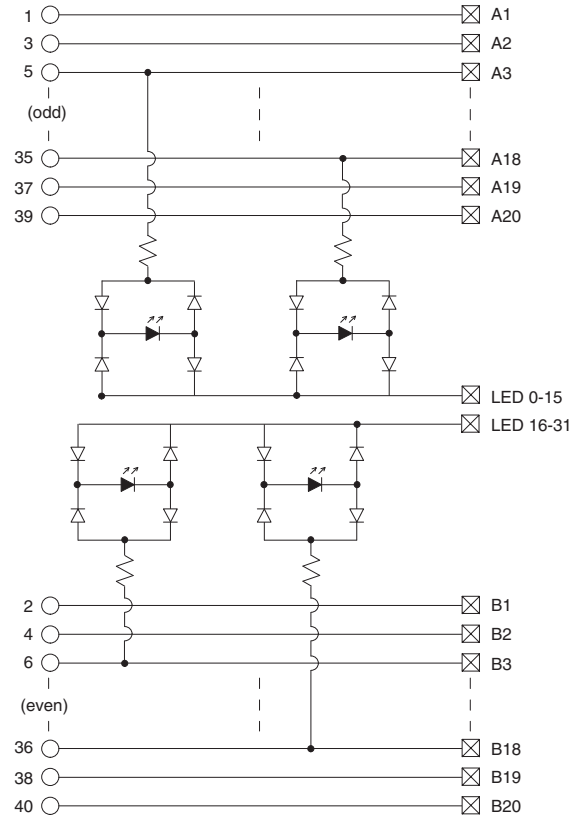 1 A1
3 A2
5 A3
(odd)
35 A18
37 A19
39 A20
LED 0-15
LED 16-31
2 B1
4 B2
6 B3
(even)
36 B18
38 B19
40 B20